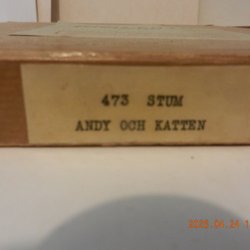 473 STUM
ANDY OCH KATTEN